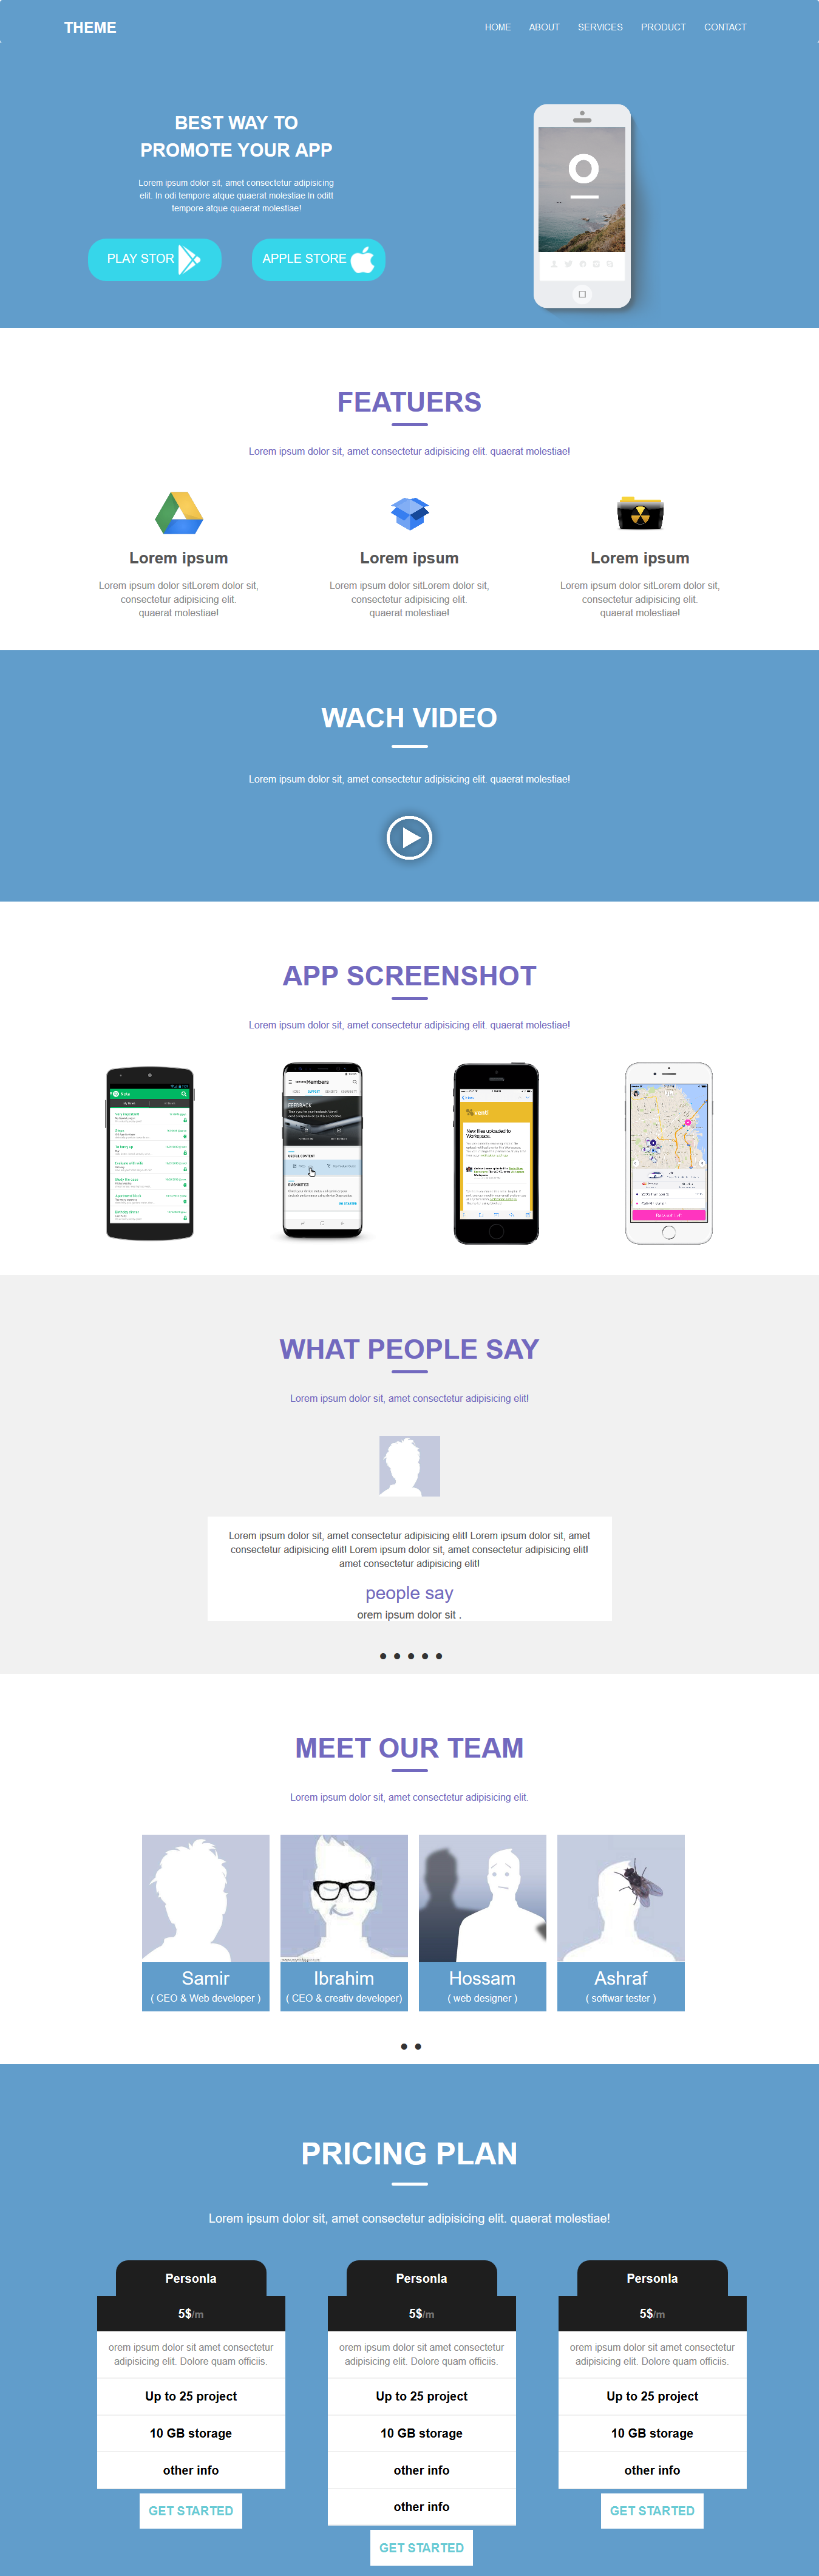 THEME
HOME ABOUT SERVICES PRODUCT CONTACT
BEST WAY TO
PROMOTE YOUR APP
Lorem ipsum dolor sit, amet consectetur adipisicing
elit. In odi tempore atque quaerat molestiae In oditt
tempore atque quaerat molestiae!
PLAY STOR
APPLE STORE
FEATUERS
Lorem ipsum dolor sit, amet consectetur adipisicing elit. quaerat molestiae!
Lorem ipsum
Lorem ipsum dolor sitLorem dolor sit,
consectetur adipisicing elit.
quaerat molestiae!
Lorem ipsum
Lorem ipsum dolor sitLorem dolor sit,
consectetur adipisicing elit.
quaerat molestiae!
Lorem ipsum
Lorem ipsum dolor sitLorem dolor sit,
consectetur adipisicing elit.
quaerat molestiae!
WACH VIDEO
Lorem ipsum dolor sit, amet consectetur adipisicing elit. quaerat molestiae!
APP SCREENSHOT
Lorem ipsum dolor sit, amet consectetur adipisicing elit. quaerat molestiae!
Members
FEEDBACK
DIAGNOSTICS
New files uploaded to
Workspace.
WHAT PEOPLE SAY
Lorem ipsum dolor sit, amet consectetur adipisicing elit!
Lorem ipsum dolor sit, amet consectetur adipisicing elit! Lorem ipsum dolor sit, amet
consectetur adipisicing elit! Lorem ipsum dolor sit, amet consectetur adipisicing elit!
amet consectetur adipisicing elit!
people say
orem ipsum dolor sit .
MEET OUR TEAM
Lorem ipsum dolor sit, amet consectetur adipisicing elit.
Samir
( CEO & Web developer )
Ibrahim
( CEO & creativ developer)
Hossam
( web designer )
Ashraf
( softwar tester )
PRICING PLAN
Lorem ipsum dolor sit, amet consectetur adipisicing elit. quaerat molestiae!
Personla
5$/m
orem ipsum dolor sit amet consectetur
adipisicing elit. Dolore quam officiis.
Up to 25 project
10 GB storage
other info
GET STARTED
Personla
5$/m
orem ipsum dolor sit amet consectetur
adipisicing elit. Dolore quam officiis.
Up to 25 project
10 GB storage
other info
other info
GET STARTED
Personla
5$/m
orem ipsum dolor sit amet consectetur
adipisicing elit. Dolore quam officiis.
Up to 25 project
10 GB storage
other info
GET STARTED